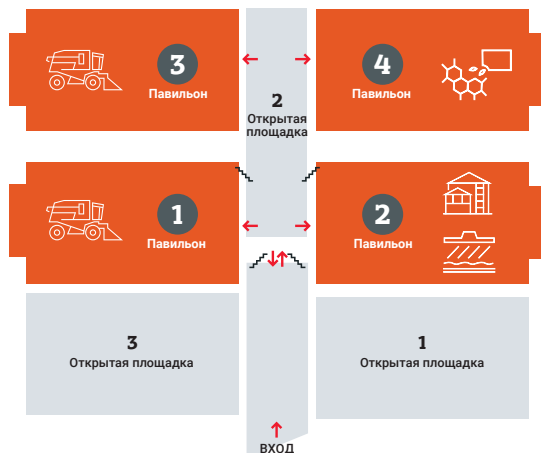 3
Павильон
4
Павильон
2
Открытая
площадка
1
Павильон
2
Павильон
3
Открытая площадка
1
Открытая площадка
ВХОД